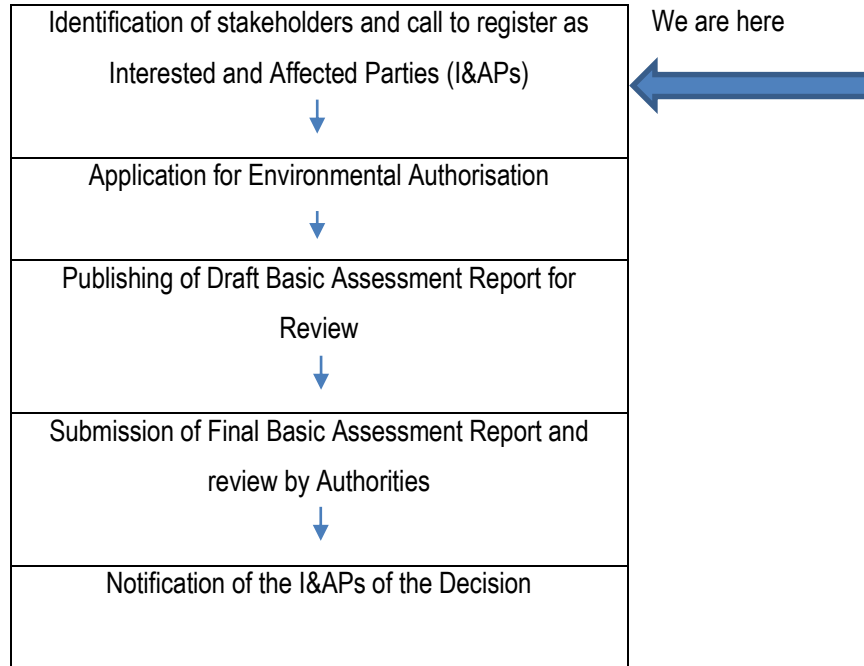 Identification of stakeholders and call to register as
Interested and Affected Parties (I&APs)
We are here
Application for Environmental Authorisation
Publishing of Draft Basic Assessment Report for
Review
Submission of Final Basic Assessment Report and
review by Authorities
Notification of the I&APs of the Decision